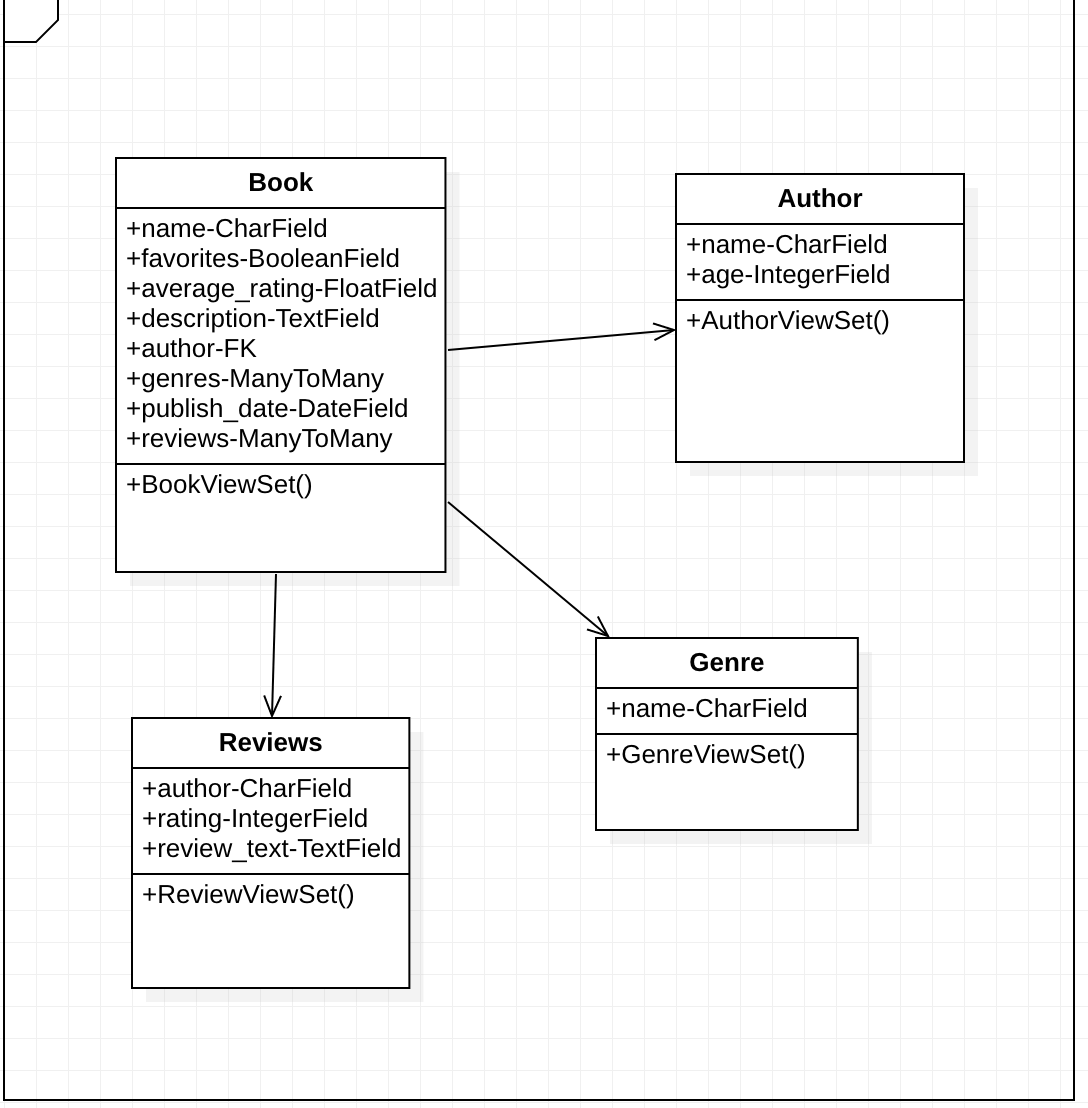 Book
+name-CharField
+favorites-BooleanField
+average_rating-FloatField
+description-TextField
+author-FK
+genres-ManyToMany
+publish_date-DateField
+reviews-ManyToMany
+BookViewSet()
Author
+name-CharField
+age-IntegerField
+AuthorViewSet()
Genre
+name-CharField
+GenreViewSet()
Reviews
+author-CharField
+rating-IntegerField
+review_text-TextField
+ReviewViewSet()